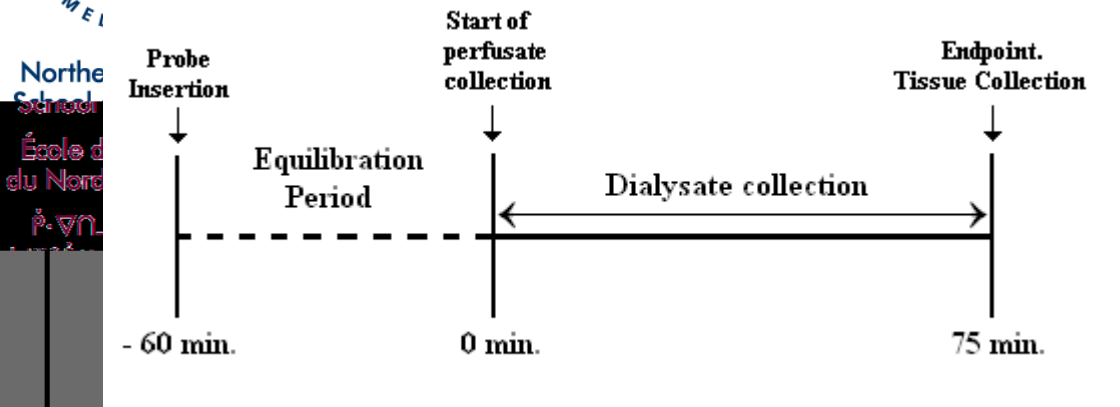 MEL
Northe
School
École d
du Nord
Probe
Insertion
Start of
perfusate
collection
Endpoint.
Tissue Collection
Equilibration
Period
Dialysate collection
- 60 min.
0 min.
75 min.